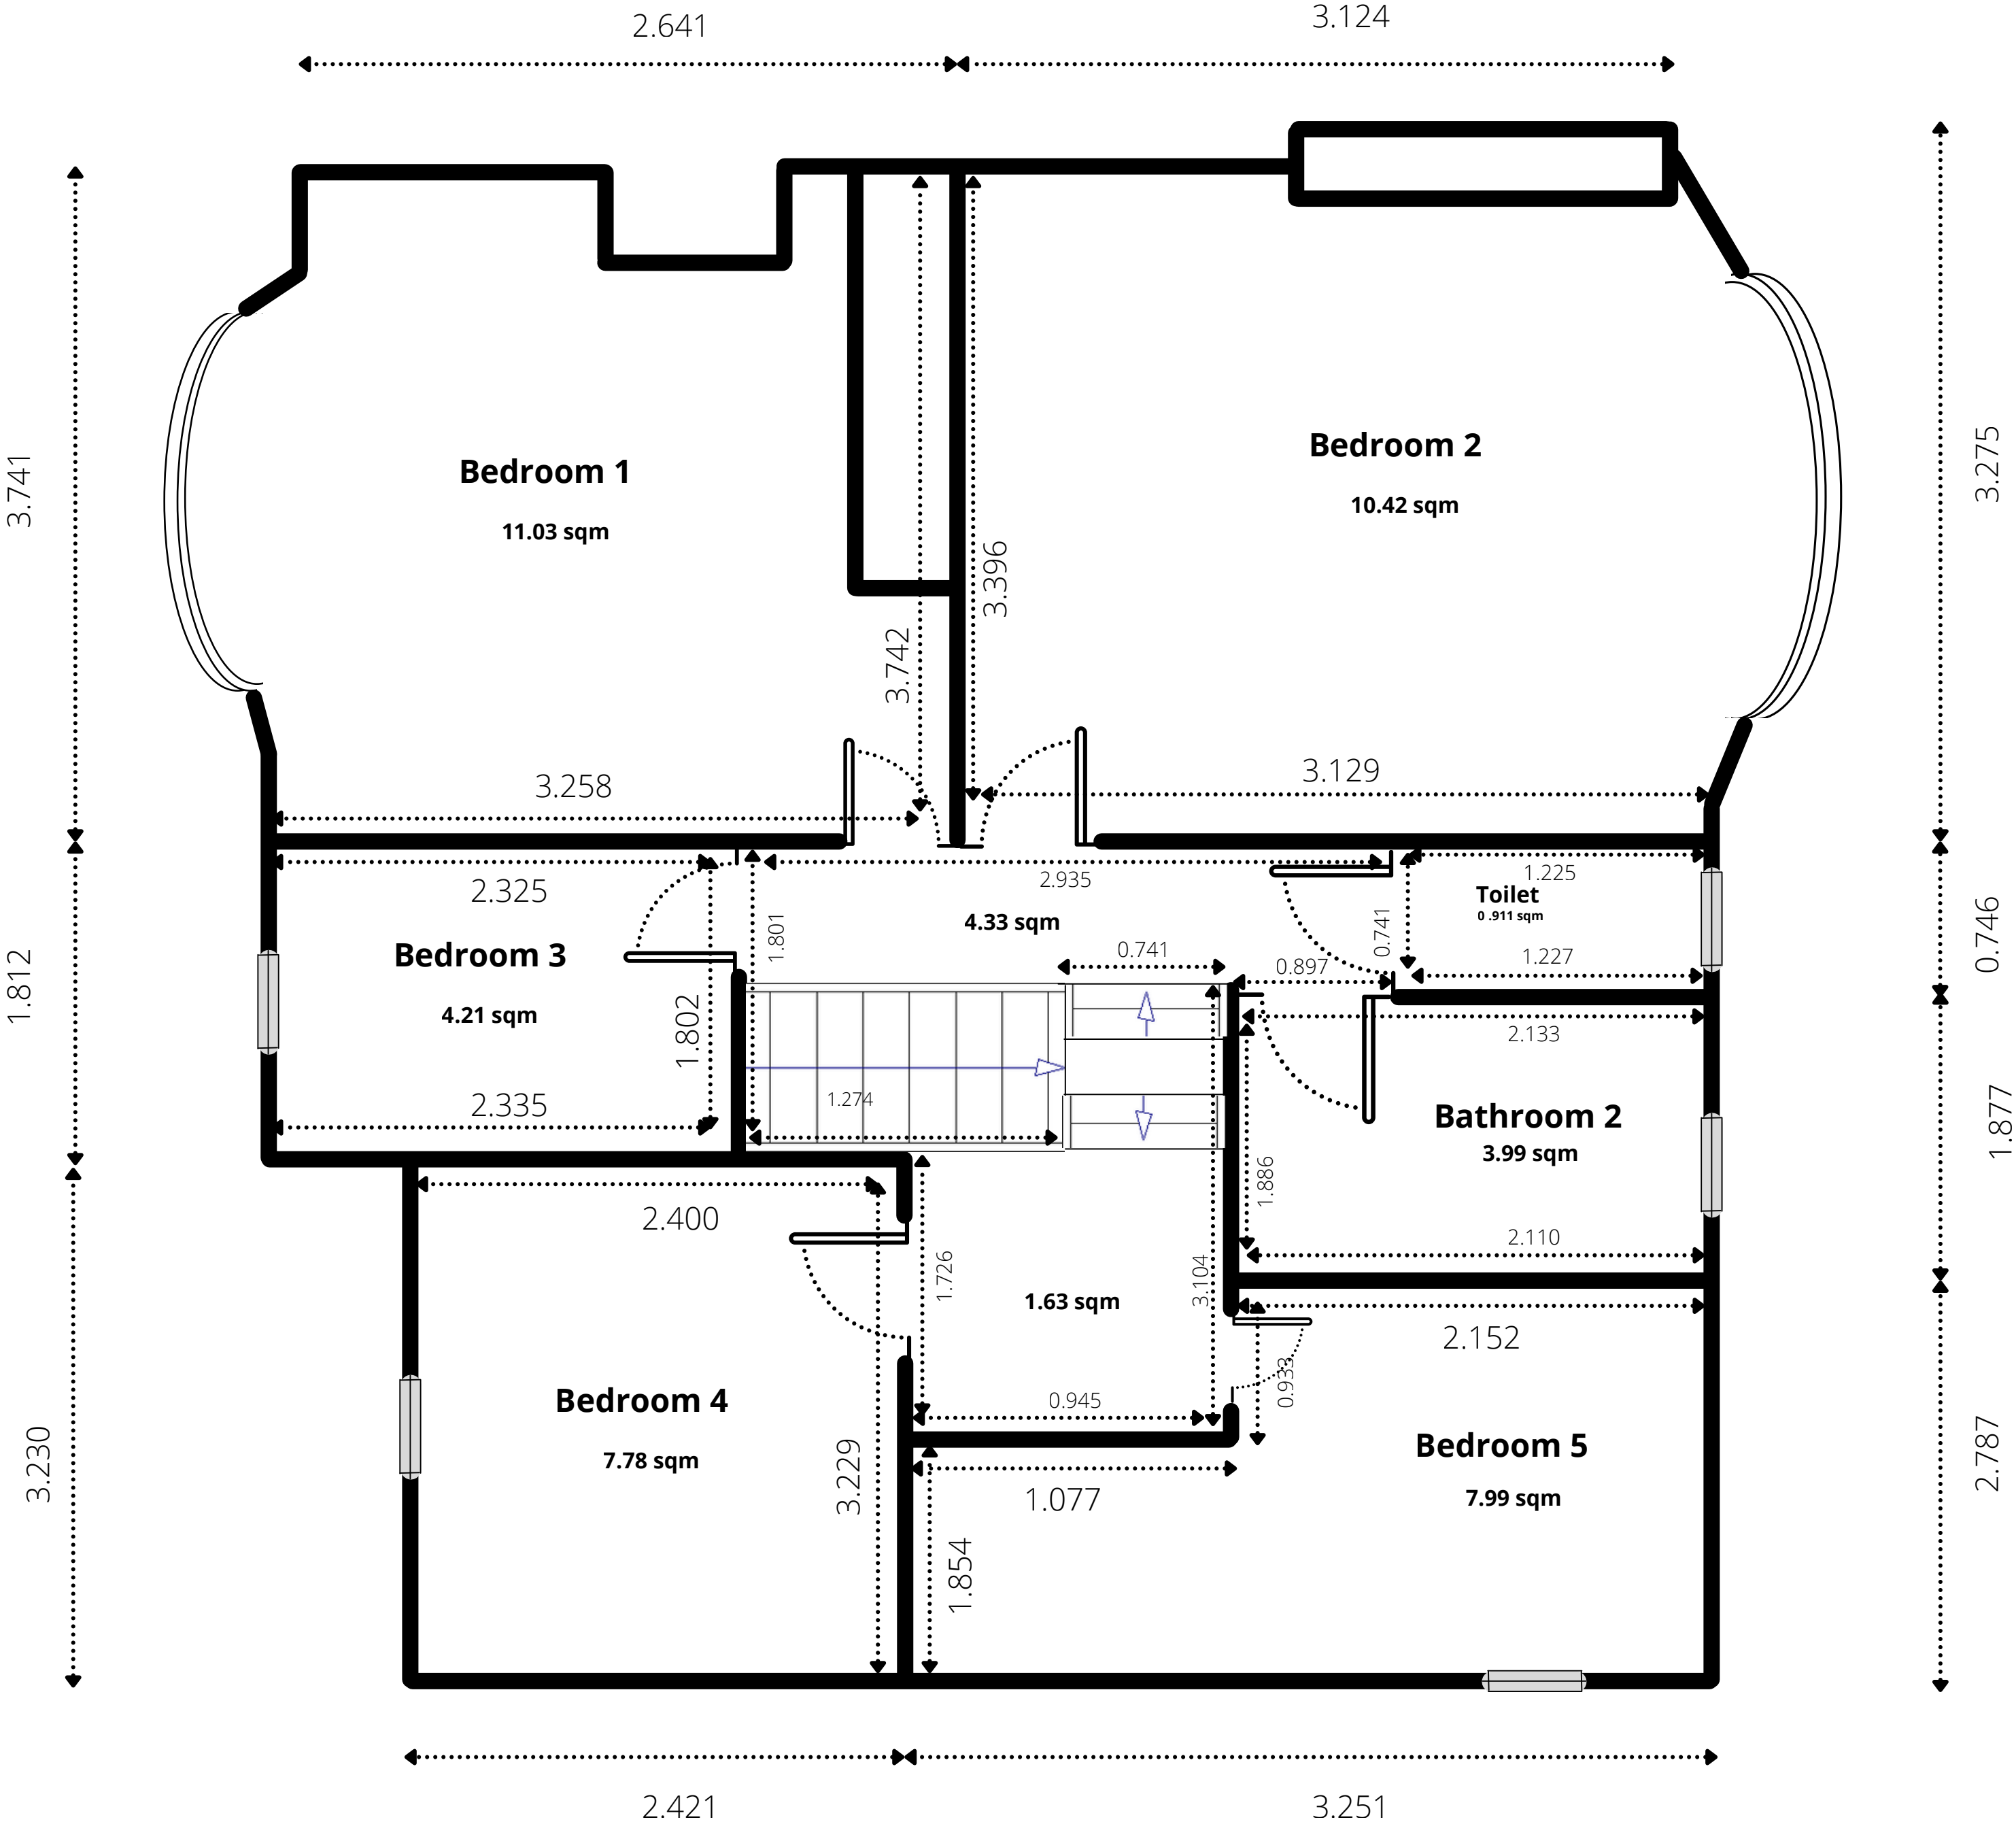 2.641
3.124
3.741
3.275
Bedroom 1
11.03 sqm
Bedroom 2
10.42 sqm
3.396
3.742
3.258
3.129
2.325
2.935
1.225
Toilet
0 .911 sqm
4.33 sqm
1.801
0.741
0.741
0.897
1.227
0.746
Bedroom 3
4.21 sqm
1.812
1.802
2.335
1.274
2.133
Bathroom 2
3.99 sqm
1.877
1.886
2.110
2.400
1.726
3.104
1.63 sqm
2.152
0.933
0.945
Bedroom 4
7.78 sqm
3.230
3.229
Bedroom 5
7.99 sqm
2.787
1.077
1.854
2.421
3.251